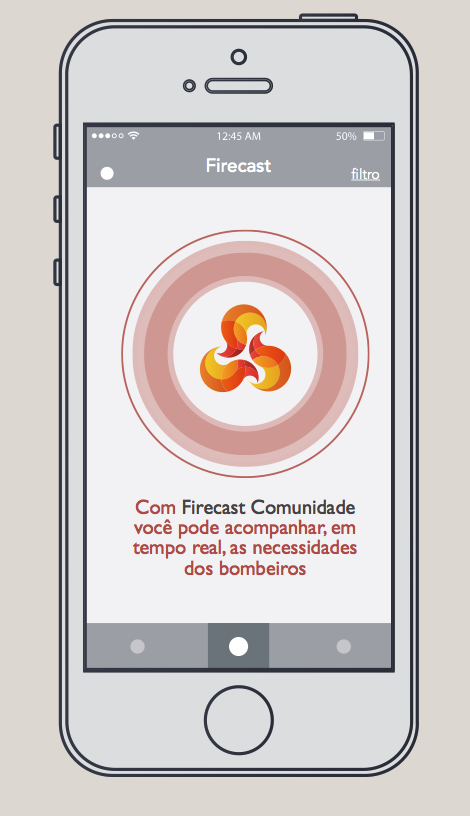 12:45 AM
50%
Firecast
filtro
Com Firecast Comunidade
você pode acompanhar, em
tempo real, as necessidades
dos bombeiros